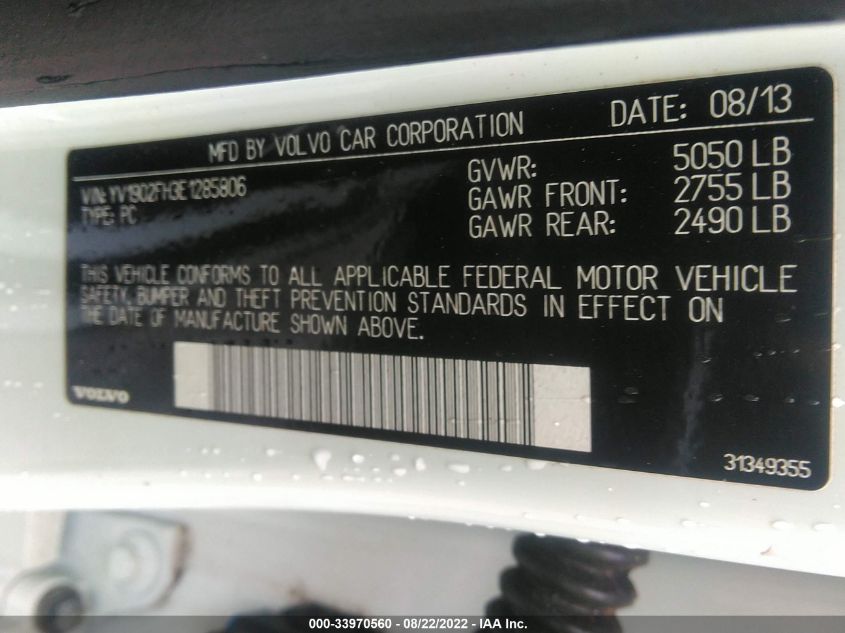 MFD BY VOLVO CAR CORPORATION DATE: 08/13
VIN: YV1902FH3E1285806
TYPE: PC
GVWR: 5050 LB
GAWR FRONT: 2755 LB
GAWR REAR: 2490 LB
THIS VEHICLE CONFORMS TO ALL APPLICABLE FEDERAL MOTOR VEHICLE
SAFETY, BUMPER AND THEFT PREVENTION STANDARDS IN EFFECT ON
THE DATE OF MANUFACTURE SHOWN ABOVE.
VOLVO
31349355
000-33970560 - 08/22/2022 - IAA Inc.